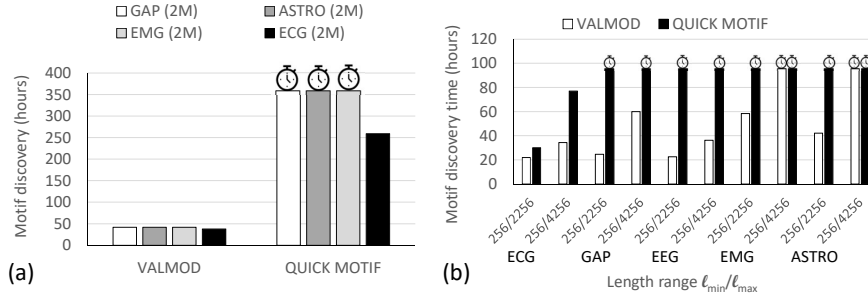 GAP (2M) ASTRO (2M)
EMG (2M) ECG (2M)
Motif discovery (hours)
400
350
300
250
200
150
100
50
0
VALMOD QUICK MOTIF
(a)
VALMOD QUICK MOTIF
Motif discovery time (hours)
120
100
80
60
40
20
0
256/2256 256/4256 256/2256 256/4256 256/2256 256/4256 256/2256 256/4256 256/2256 256/4256
ECG GAP EEG EMG ASTRO
Length range ℓmin/ℓmax
(b)